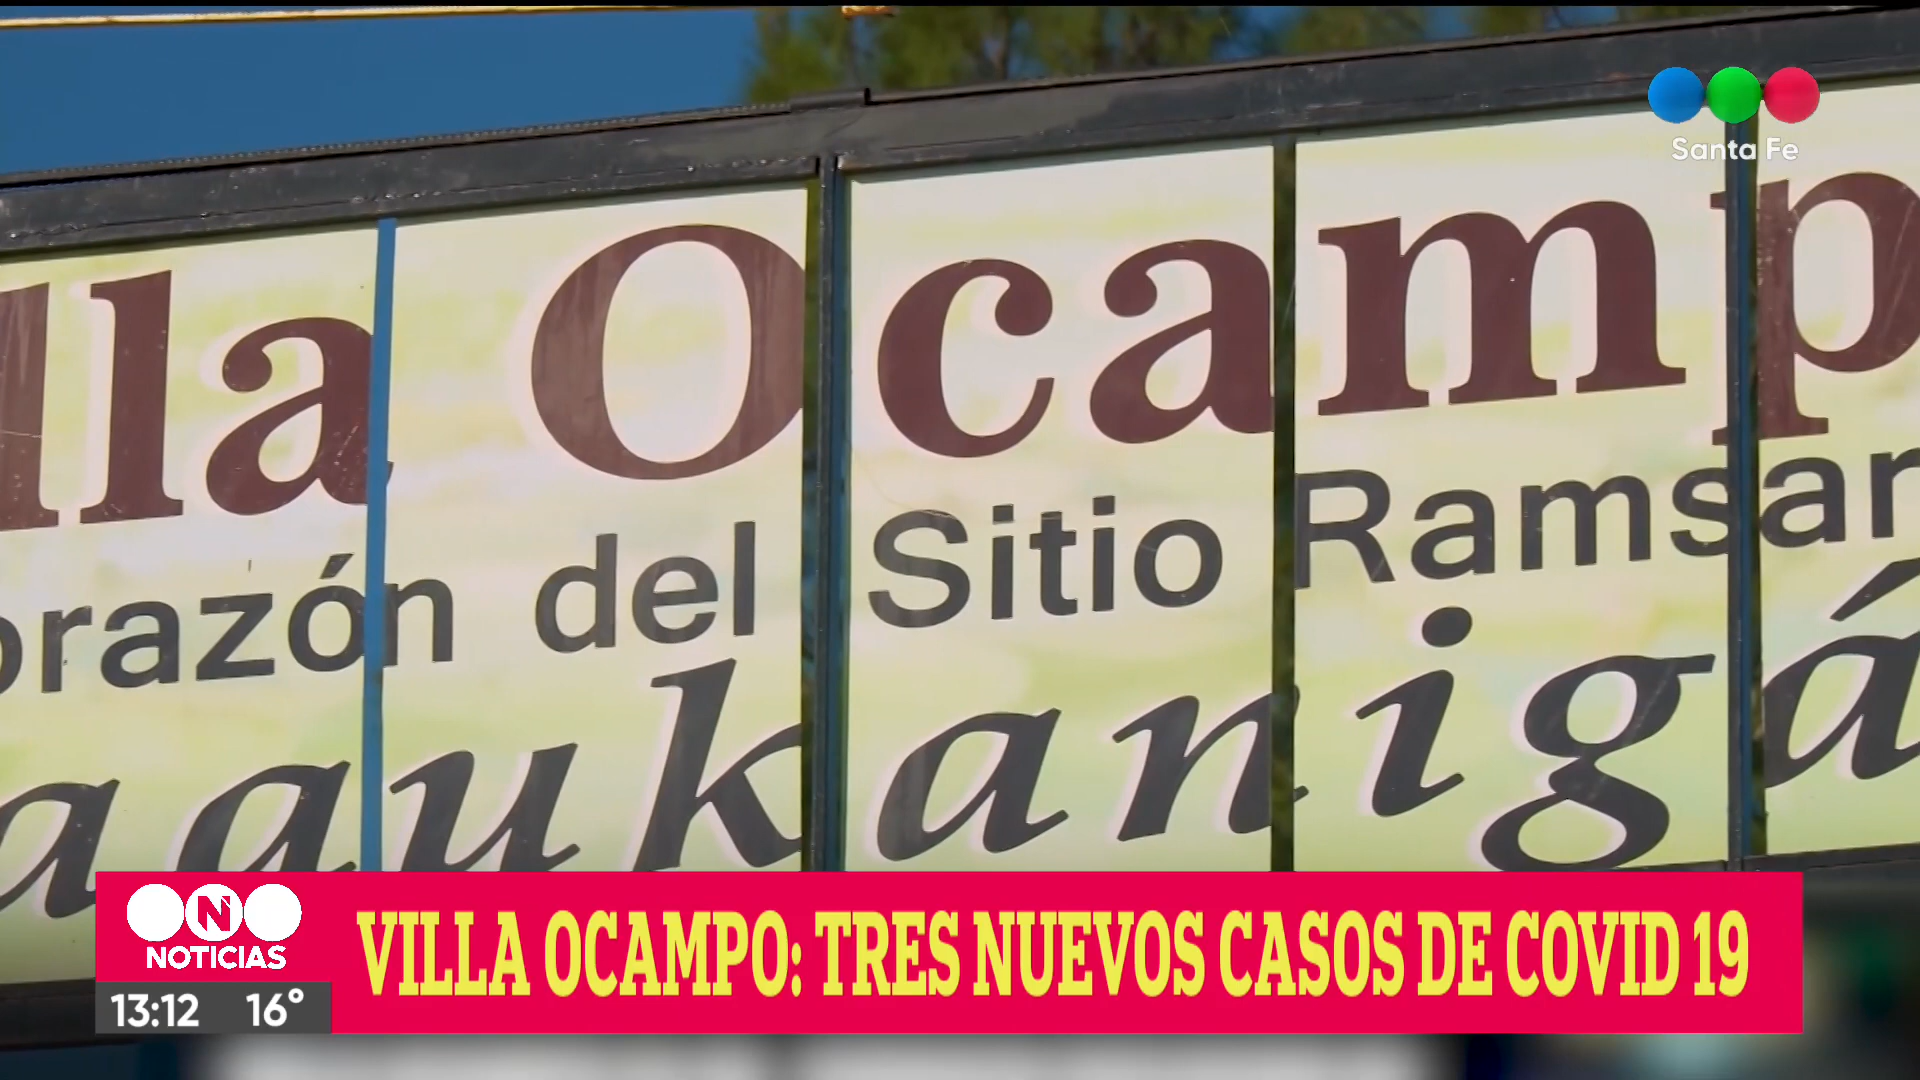 Santa Fe
lla Ocamp
orazón del Sitio Ramsar
aaukanigá
N
NOTICIAS
VILLA OCAMPO: TRES NUEVOS CASOS DE COVID 19
13:12 16°